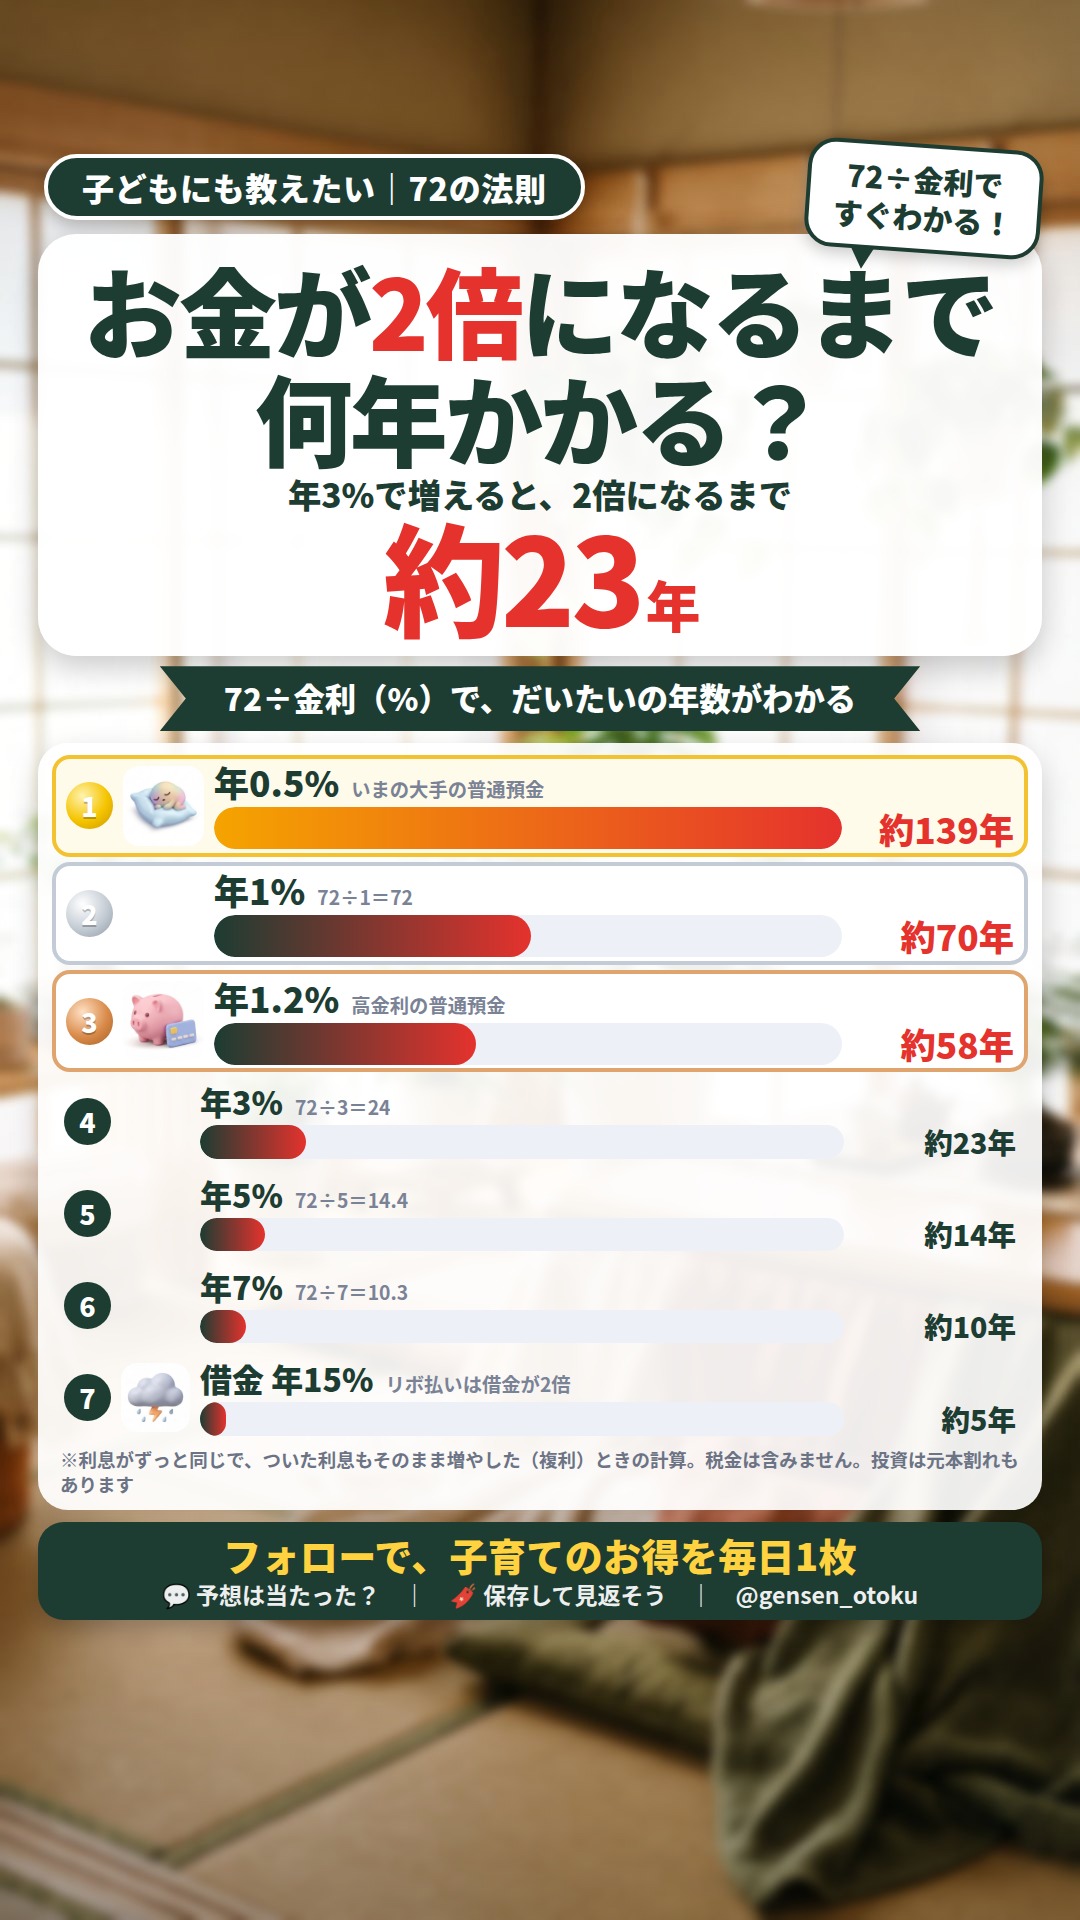 子どもにも教えたい｜72の法則
72÷金利で
すぐわかる！
お金が2倍になるまで
何年かかる？
年3%で増えると、2倍になるまで
約23年
72÷金利（%）で、だいたいの年数がわかる
1 年0.5% いまの大手の普通預金
約139年
2 年1% 72÷1＝72
約70年
3 年1.2% 高金利の普通預金
約58年
4 年3% 72÷3＝24
約23年
5 年5% 72÷5＝14.4
約14年
6 年7% 72÷7＝10.3
約10年
7 借金 年15% リボ払いは借金が2倍
約5年
※利息がずっと同じで、ついた利息もそのまま増やした（複利）ときの計算。税金は含みません。投資は元本割れも
あります
フォローで、子育てのお得を毎日1枚
💬 予想は当たった？ ｜ 🔖 保存して見返そう ｜ @gensen_otoku